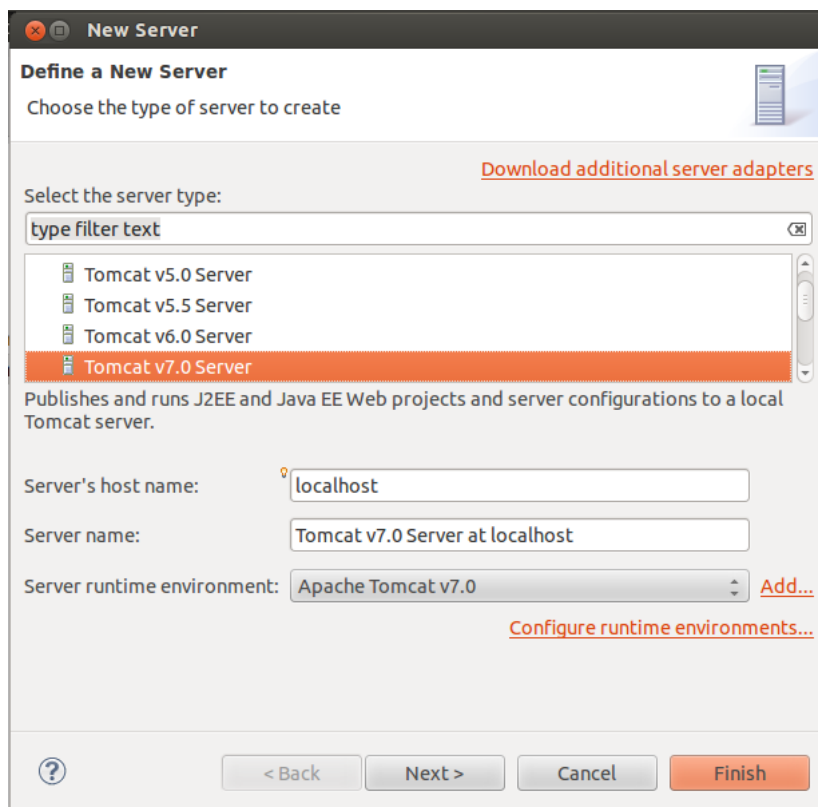 New Server
Define a New Server
Choose the type of server to create
Download additional server adapters
Select the server type:
type filter text
Tomcat v5.0 Server
Tomcat v5.5 Server
Tomcat v6.0 Server
Tomcat v7.0 Server
Publishes and runs J2EE and Java EE Web projects and server configurations to a local
Tomcat server.
Server's host name: localhost
Server name: Tomcat v7.0 Server at localhost
Server runtime environment: Apache Tomcat v7.0 Add...
Configure runtime environments...
? < Back Next > Cancel Finish